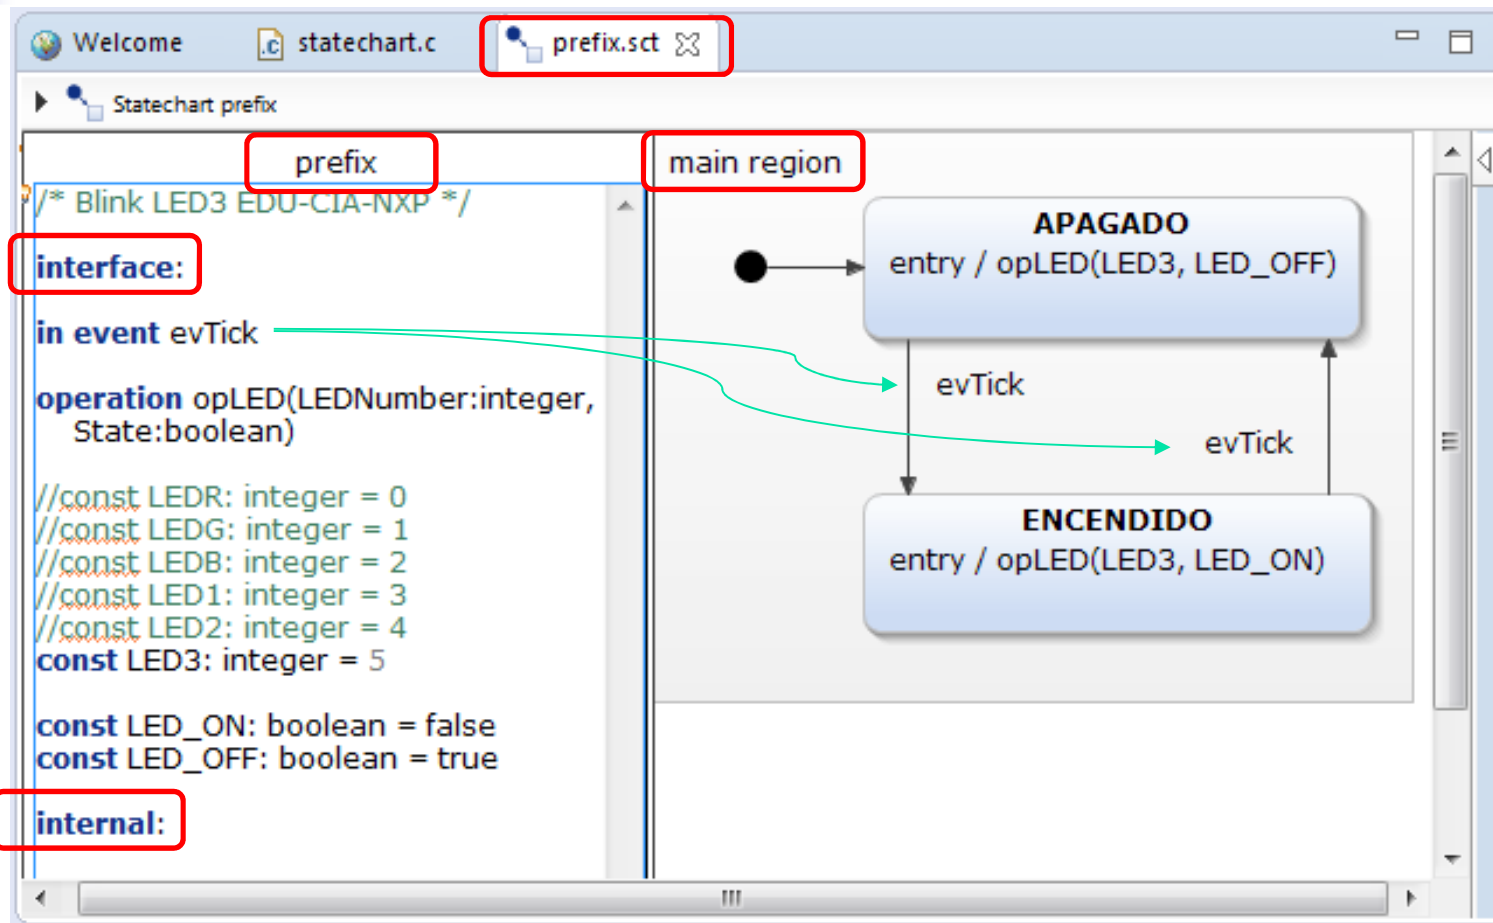 Welcome
.c statechart.c
prefix.sct
Statechart prefix
prefix
/* Blink LED3 EDU-CIA-NXP */
interface:
in event evTick
operation opLED(LEDNumber:integer,
State:boolean)
//const LEDR: integer = 0
//const LEDG: integer = 1
//const LEDB: integer = 2
//const LED1: integer = 3
//const LED2: integer = 4
const LED3: integer = 5
const LED_ON: boolean = false
const LED_OFF: boolean = true
internal:
main region
APAGADO
entry / opLED(LED3, LED_OFF)
evTick
evTick
ENCENDIDO
entry / opLED(LED3, LED_ON)